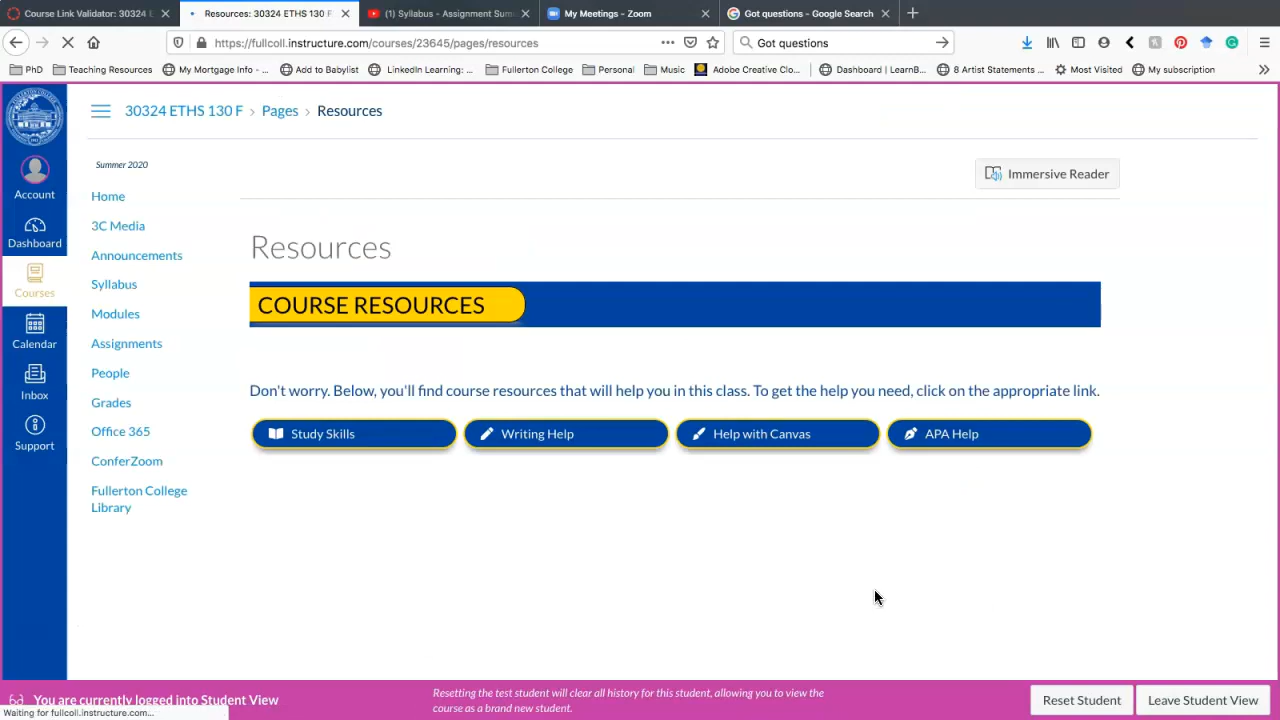 Course Link Validator: 30324 E
Resources: 30324 ETHS 130 F
(1) Syllabus - Assignment Sum
My Meetings - Zoom
Got questions - Google Search
https://fullcoll.instructure.com/courses/23645/pages/resources
Got questions
PhD
Teaching Resources
My Mortgage Info - ...
Add to Babylist
LinkedIn Learning: ...
Fullerton College
Personal
Music
Adobe Creative Clo...
Dashboard | LearnB...
8 Artist Statements ...
Most Visited
My subscription
30324 ETHS 130 F > Pages > Resources
Summer 2020
Immersive Reader
Account
Dashboard
Courses
Calendar
Inbox
Support
Home
3C Media
Announcements
Syllabus
Modules
Assignments
People
Grades
Office 365
ConferZoom
Fullerton College
Library
Resources
COURSE RESOURCES
Don't worry. Below, you'll find course resources that will help you in this class. To get the help you need, click on the appropriate link.
Study Skills
Writing Help
Help with Canvas
APA Help
You are currently logged into Student View
Resetting the test student will clear all history for this student, allowing you to view the
course as a brand new student.
Reset Student
Leave Student View
Waiting for fullcoll.instructure.com...